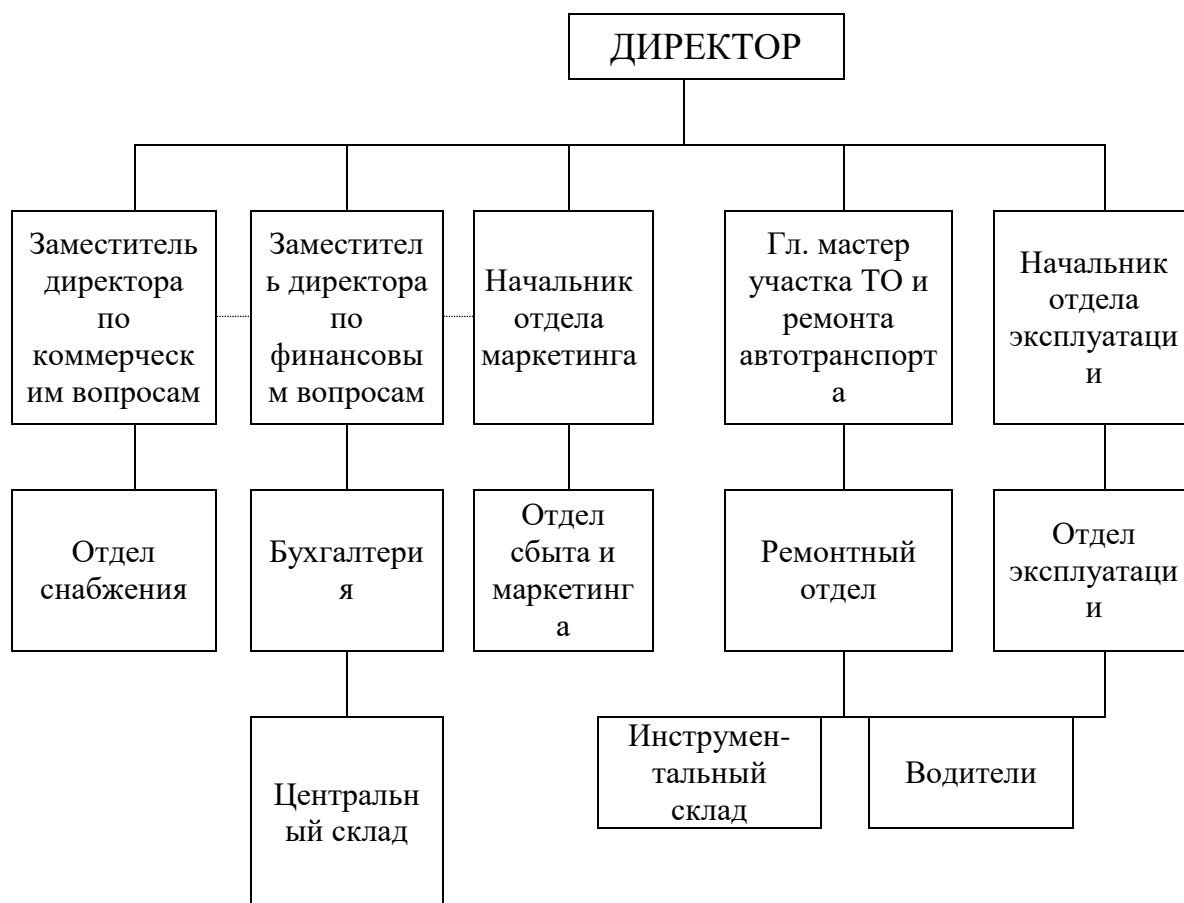 ДИРЕКТОР
Заместитель
директора
по
коммерческ
им вопросам
Заместител
ь директора
по
финансовы
м вопросам
Начальник
отдела
маркетинга
Гл. мастер
участка ТО и
ремонта
автотранспорт
а
Начальник
отдела
эксплуатаци
и
Отдел
снабжения
Бухгалтери
я
Отдел
сбыта и
маркетинг
а
Ремонтный
отдел
Отдел
эксплуатаци
и
Центральн
ый склад
Инструмен-
тальный
склад
Водители